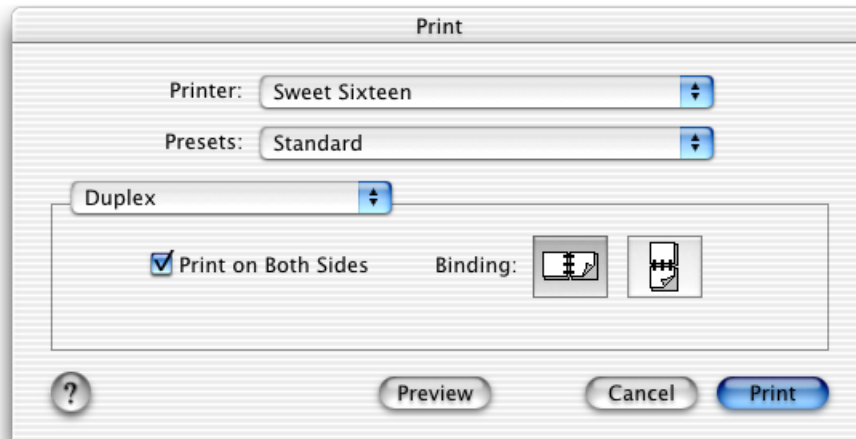 Print
Printer: Sweet Sixteen
Presets: Standard
Duplex
Print on Both Sides Binding:
? Preview Cancel Print